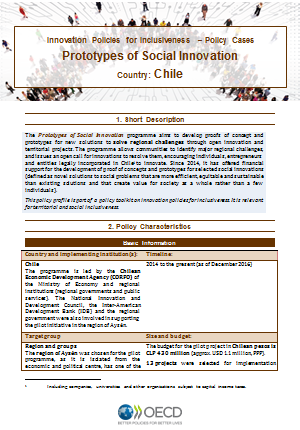 Innovation Policies for Inclusiveness – Policy Cases
Prototypes of Social Innovation
Country: Chile
1. Short Description
The Prototypes of Social Innovation programme aims to develop proofs of concept and
prototypes for new solutions to solve regional challenges through open innovation and
territorial projects. The programme allows communities to identify major regional challenges,
and issues an open call for innovations to resolve them, encouraging individuals, entrepreneurs
and entities legally incorporated in Chile to innovate. Since 2014, it has offered financial
support for the development of proof of concepts and prototypes for selected social innovations
(defined as novel solutions to social problems that are more efficient, equitable and sustainable
than existing solutions and that create value for society as a whole rather than a few
individuals).
This policy profile is part of a policy toolkit on innovation policies for inclusiveness. It is relevant
for territorial and social inclusiveness.
2. Policy Characteristics
Basic Information
Country and implementing institution(s):
Timeline:
Chile
2014 to the present (as of December 2016)
The programme is led by the Chilean
Economic Development Agency (CORFO) of
the Ministry of Economy and regional
institutions (regional governments and public
services). The National Innovation and
Development Council, the Inter-American
Development Bank (IDB) and the regional
government were also involved in supporting
the pilot initiative in the region of Aysén.
Target group
Size and budget:
Region and groups
The budget for the pilot project in Chilean pesos is
The region of Aysén was chosen for the pilot
CLP 430 million (approx. USD 1.1 million, PPP).
programme, as it is isolated from the
economic and political centre, has one of the
13 projects were selected for implementation
Including companies, universities and other organisations subject to capital income taxes.
OECD
BETTER POLICIES FOR BETTER LIVES